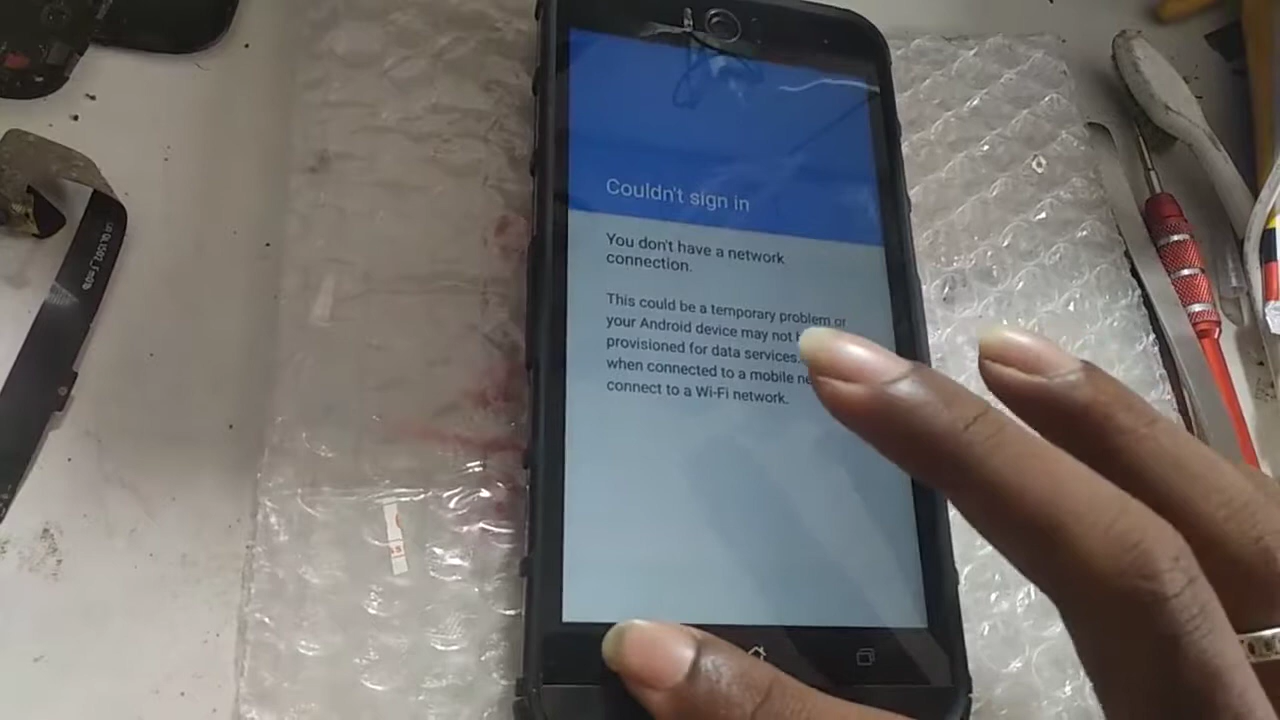 Couldn't sign in
You don't have a network
connection.
This could be a temporary problem or
your Android device may not
provisioned for data services.
when connected to a mobile
connect to a Wi-Fi network.